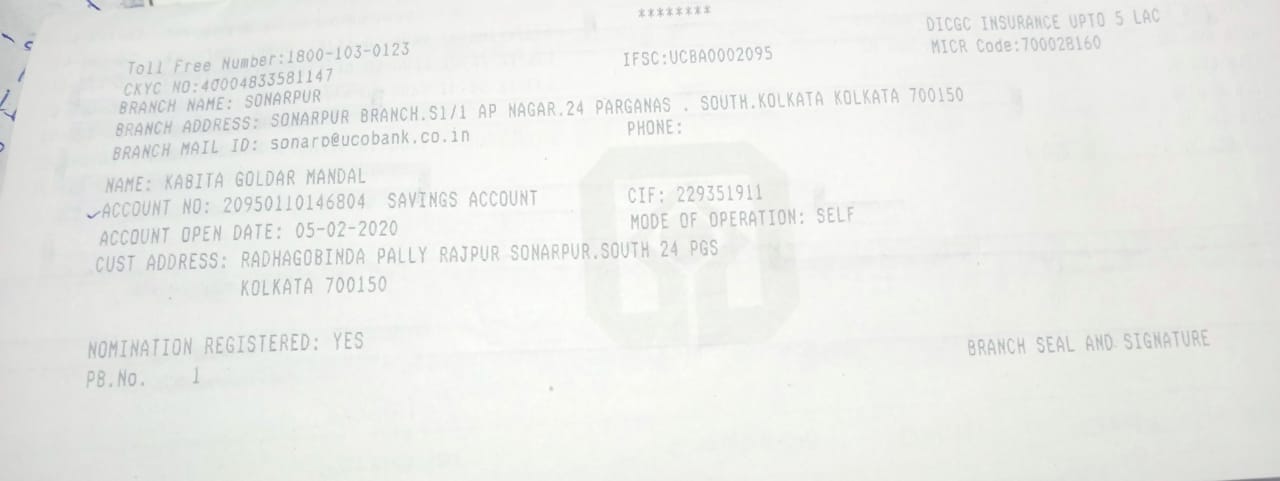 ********
DICGC INSURANCE UPTO 5 LAC
Toll Free Number:1800-103-0123
IFSC:UCBA0002095
MICR Code:700028160
CKYC NO:40004833581147
BRANCH NAME: SONARPUR
BRANCH ADDRESS: SONARPUR BRANCH.S1/1 AP NAGAR.24 PARGANAS . SOUTH.KOLKATA KOLKATA 700150
BRANCH MAIL ID: sonarp@ucobank.co.in PHONE:
NAME: KABITA GOLDAR MANDAL
ACCOUNT NO: 20950110146804 SAVINGS ACCOUNT CIF: 229351911
ACCOUNT OPEN DATE: 05-02-2020 MODE OF OPERATION: SELF
CUST ADDRESS: RADHAGOBINDA PALLY RAJPUR SONARPUR.SOUTH 24 PGS
KOLKATA 700150
NOMINATION REGISTERED: YES
BRANCH SEAL AND SIGNATURE
PB.No. 1